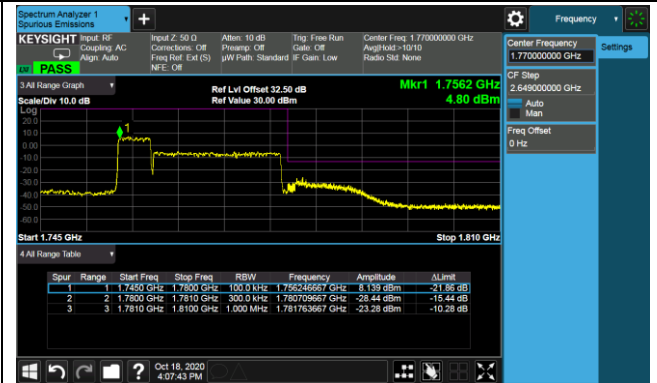 Spectrum Analyzer 1
Spurious Emissions
Frequency
KEYSIGHT Input: RF
Coupling: AC
Align: Auto
Input Z: 50 Ω
Corrections: Off
Freq Ref: Ext (S)
NFE: Off
Atten: 10 dB
Preamp: Off
µW Path: Standard
Trig: Free Run
Gate: Off
IF Gain: Low
Center Freq: 1.770000000 GHz
Avg|Hold:>10/10
Radio Std: None
PASS
Center Frequency
1.770000000 GHz
Settings
CF Step
2.649000000 GHz
Auto
Man
Freq Offset
0 Hz
3 All Range Graph
Scale/Div 10.0 dB
Ref Lvl Offset 32.50 dB
Ref Value 30.00 dBm
Mkr1 1.7562 GHz
4.80 dBm
Log
20.0
10.0
0.00
-10.0
-20.0
-30.0
-40.0
-50.0
-60.0
1
Start 1.745 GHz
Stop 1.810 GHz
4 All Range Table
Spur Range Start Freq Stop Freq RBW Frequency Amplitude ΔLimit
1 1 1.7450 GHz 1.7800 GHz 100.0 kHz 1.756246667 GHz 8.139 dBm -21.86 dB
2 2 1.7800 GHz 1.7810 GHz 300.0 kHz 1.780709667 GHz -28.44 dBm -15.44 dB
3 3 1.7810 GHz 1.8100 GHz 1.000 MHz 1.781763667 GHz -23.28 dBm -10.28 dB
?
Oct 18, 2020
4:07:43 PM